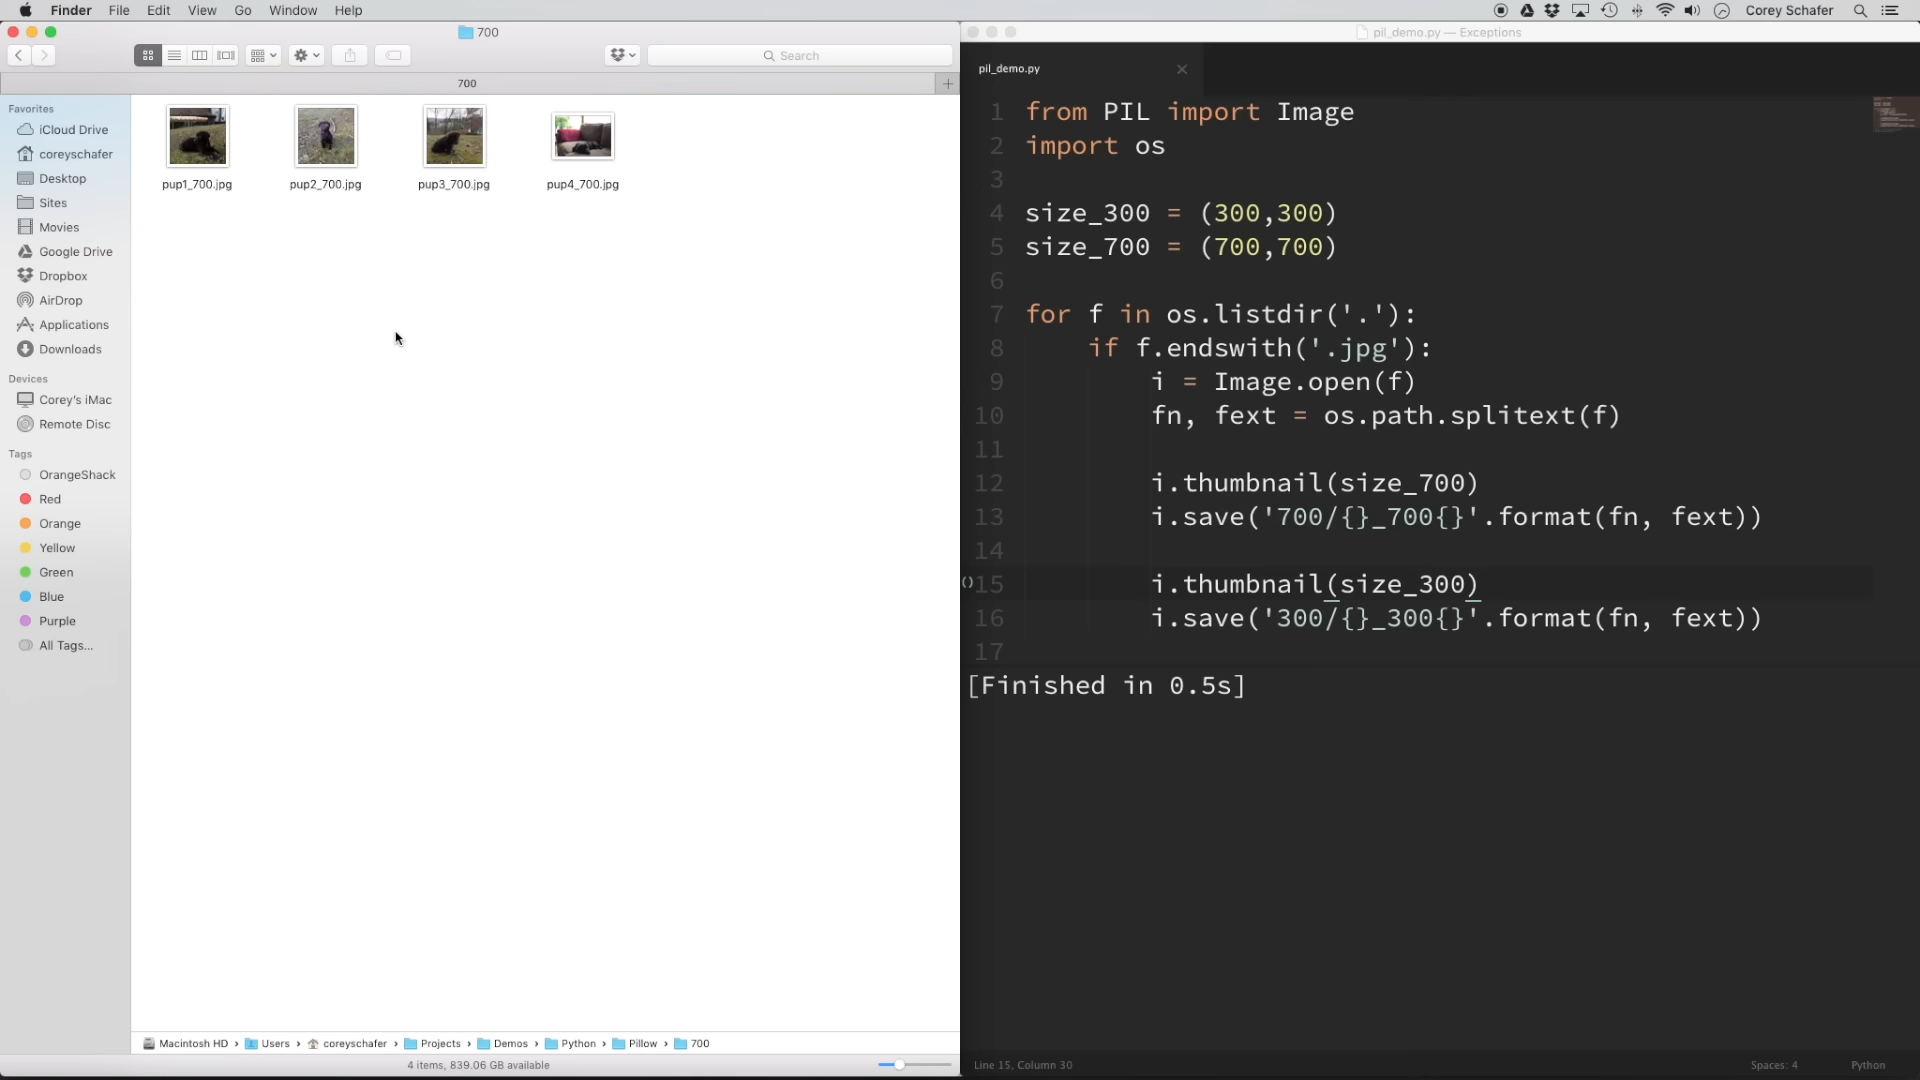 Finder File Edit View Go Window Help
Corey Schafer
700
Search
700
Favorites
iCloud Drive
coreyschafer
Desktop
Sites
Movies
Google Drive
Dropbox
AirDrop
Applications
Downloads
Devices
Corey's iMac
Remote Disc
Tags
OrangeShack
Red
Orange
Yellow
Green
Blue
Purple
All Tags...
pup1_700.jpg pup2_700.jpg pup3_700.jpg pup4_700.jpg
Macintosh HD › Users › coreyschafer › Projects › Demos › Python › Pillow › 700
4 items, 839.06 GB available
pil_demo.py — Exceptions
pil_demo.py
1 from PIL import Image
2 import os
3
4 size_300 = (300,300)
5 size_700 = (700,700)
6
7 for f in os.listdir('.'):
8 if f.endswith('.jpg'):
9 i = Image.open(f)
10 fn, fext = os.path.splitext(f)
11
12 i.thumbnail(size_700)
13 i.save('700/{}_700{}'.format(fn, fext))
14
15 i.thumbnail(size_300)
16 i.save('300/{}_300{}'.format(fn, fext))
17
[Finished in 0.5s]
Line 15, Column 30
Spaces: 4
Python